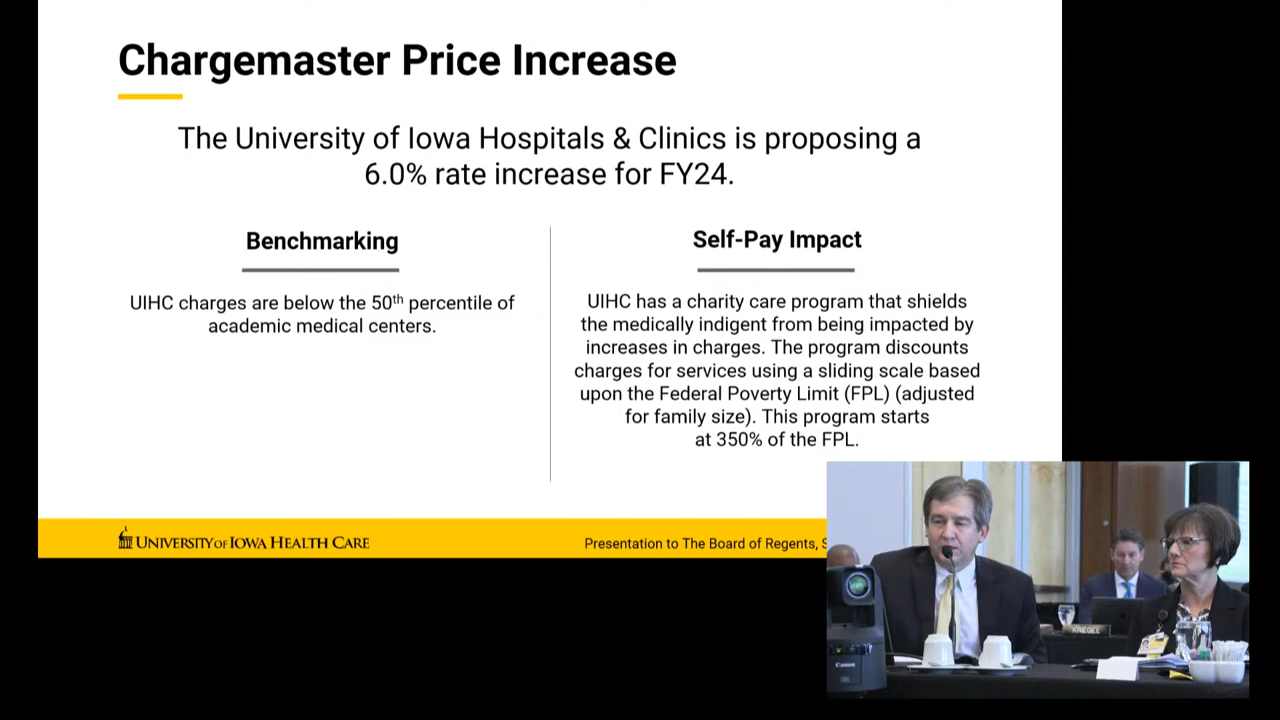 Chargemaster Price Increase
The University of Iowa Hospitals & Clinics is proposing a
6.0% rate increase for FY24.
Benchmarking
UIHC charges are below the 50th percentile of
academic medical centers.
Self-Pay Impact
UIHC has a charity care program that shields
the medically indigent from being impacted by
increases in charges. The program discounts
charges for services using a sliding scale based
upon the Federal Poverty Limit (FPL) (adjusted
for family size). This program starts
at 350% of the FPL.
UNIVERSITY OF IOWA HEALTH CARE
Presentation to The Board of Regents, S
KREGEL
Canon